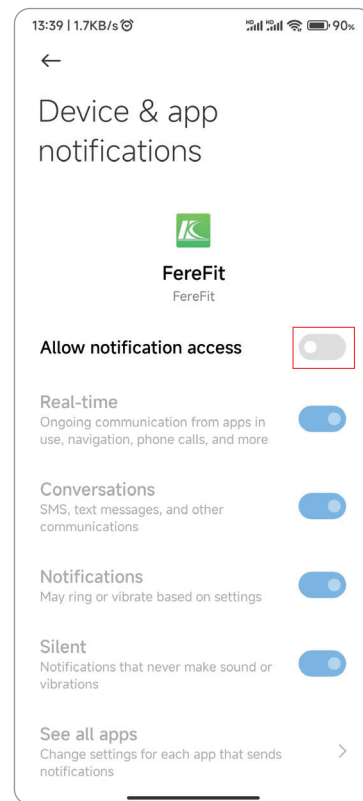 13:39 | 1.7KB/s
HD HD 90%
Device & app
notifications
FereFit
FereFit
Allow notification access
Real-time
Ongoing communication from apps in
use, navigation, phone calls, and more
Conversations
SMS, text messages, and other
communications
Notifications
May ring or vibrate based on settings
Silent
Notifications that never make sound or
vibrations
See all apps
Change settings for each app that sends
notifications